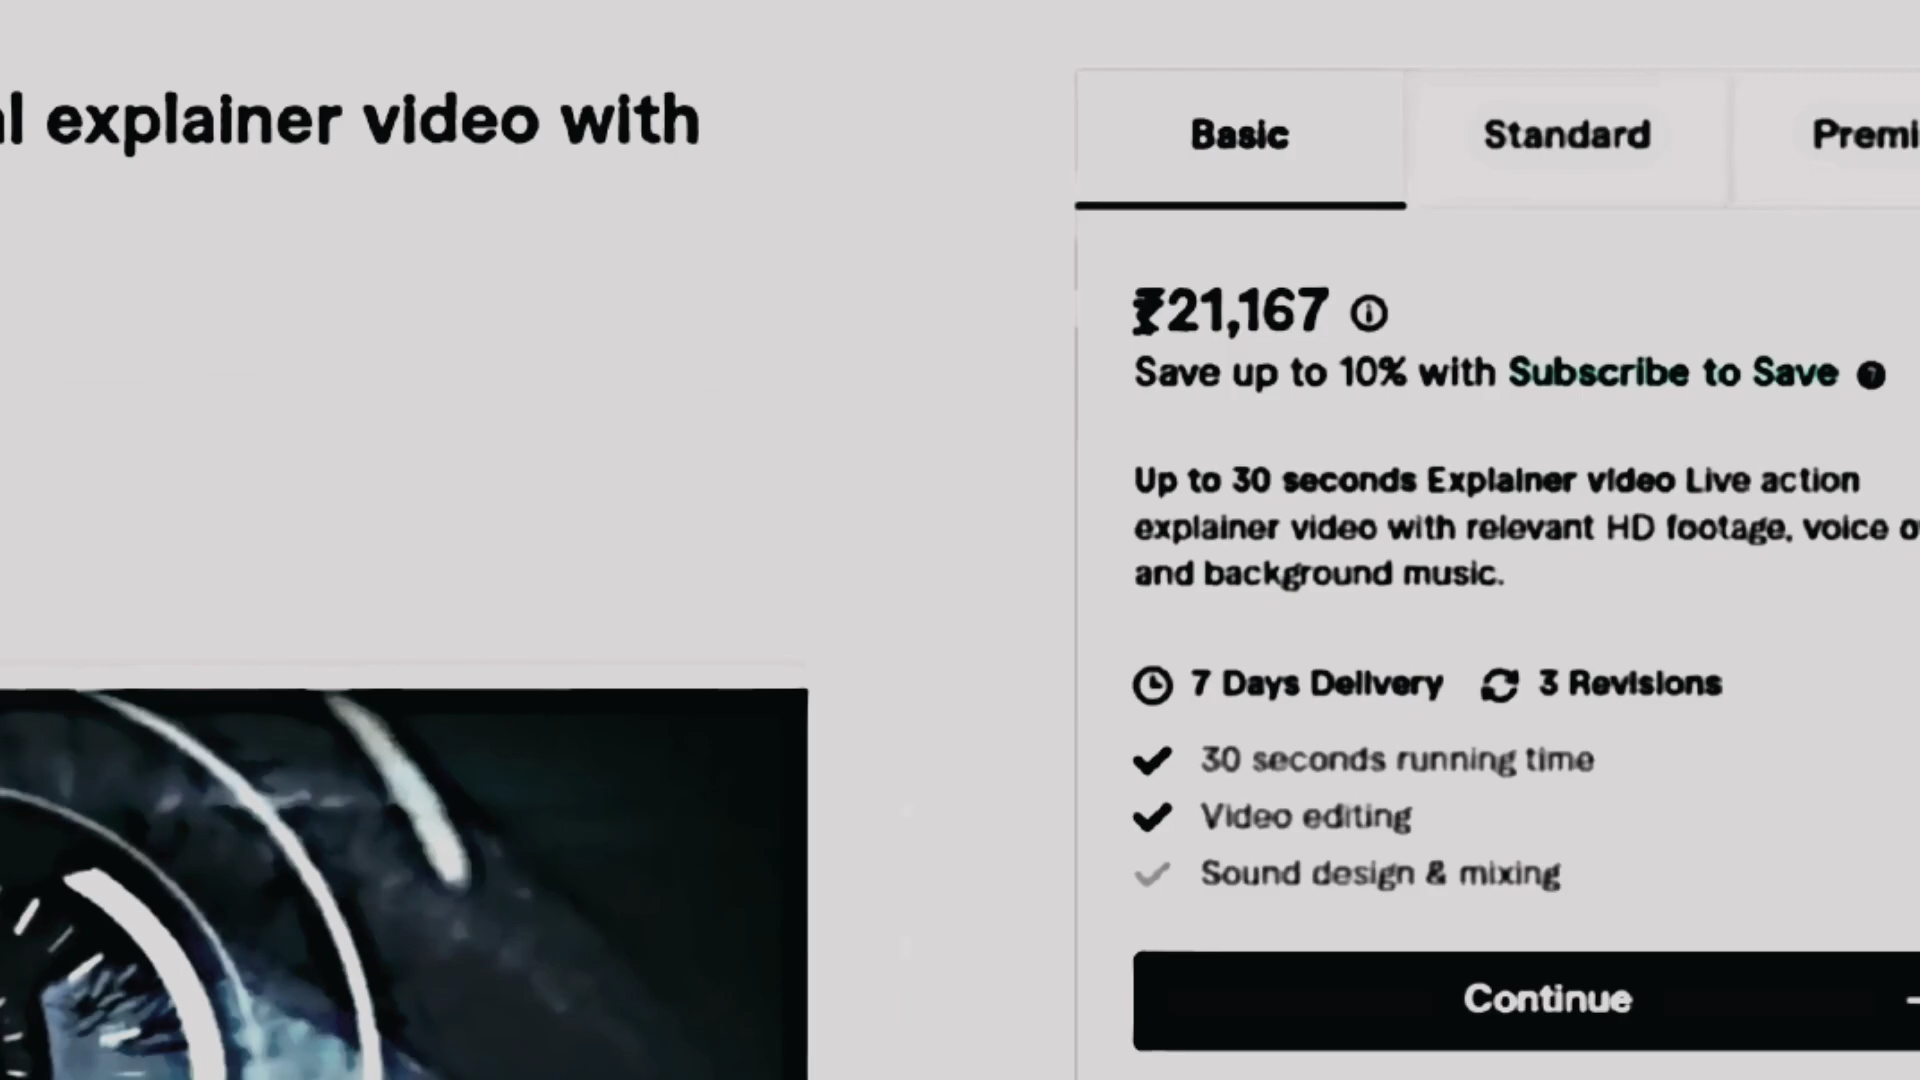 explainer video with
Basic
Standard
Premi
₹21,167
Save up to 10% with Subscribe to Save
Up to 30 seconds Explainer video Live action
explainer video with relevant HD footage, voice
and background music.
7 Days Delivery
3 Revisions
30 seconds running time
Video editing
Sound design & mixing
Continue